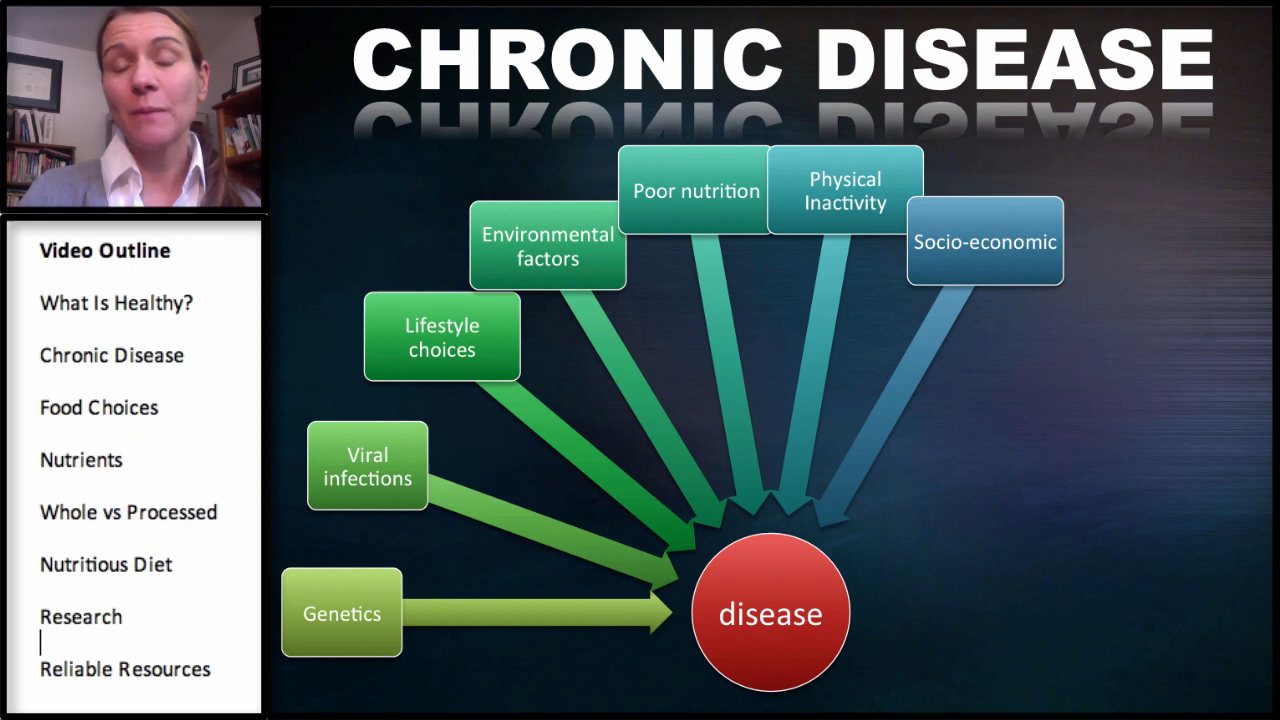 CHRONIC DISEASE
Video Outline
What Is Healthy?
Chronic Disease
Food Choices
Nutrients
Whole vs Processed
Nutritious Diet
Research
Reliable Resources
Genetics
Viral
infections
Lifestyle
choices
Environmental
factors
Poor nutrition
Physical
Inactivity
Socio-economic
disease